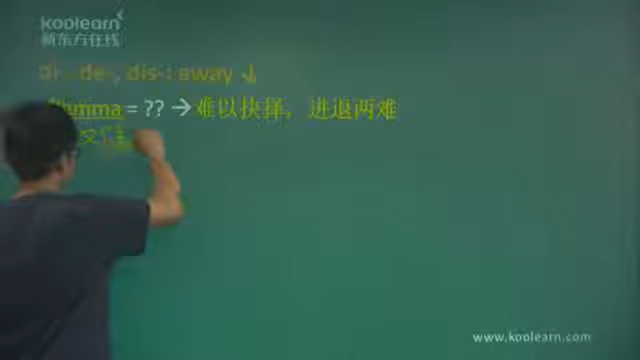 koolearn
新东方在线
di-, de-, dis-: away ↓
= ?? → 难以抉择，进退两难
www.koolearn.com